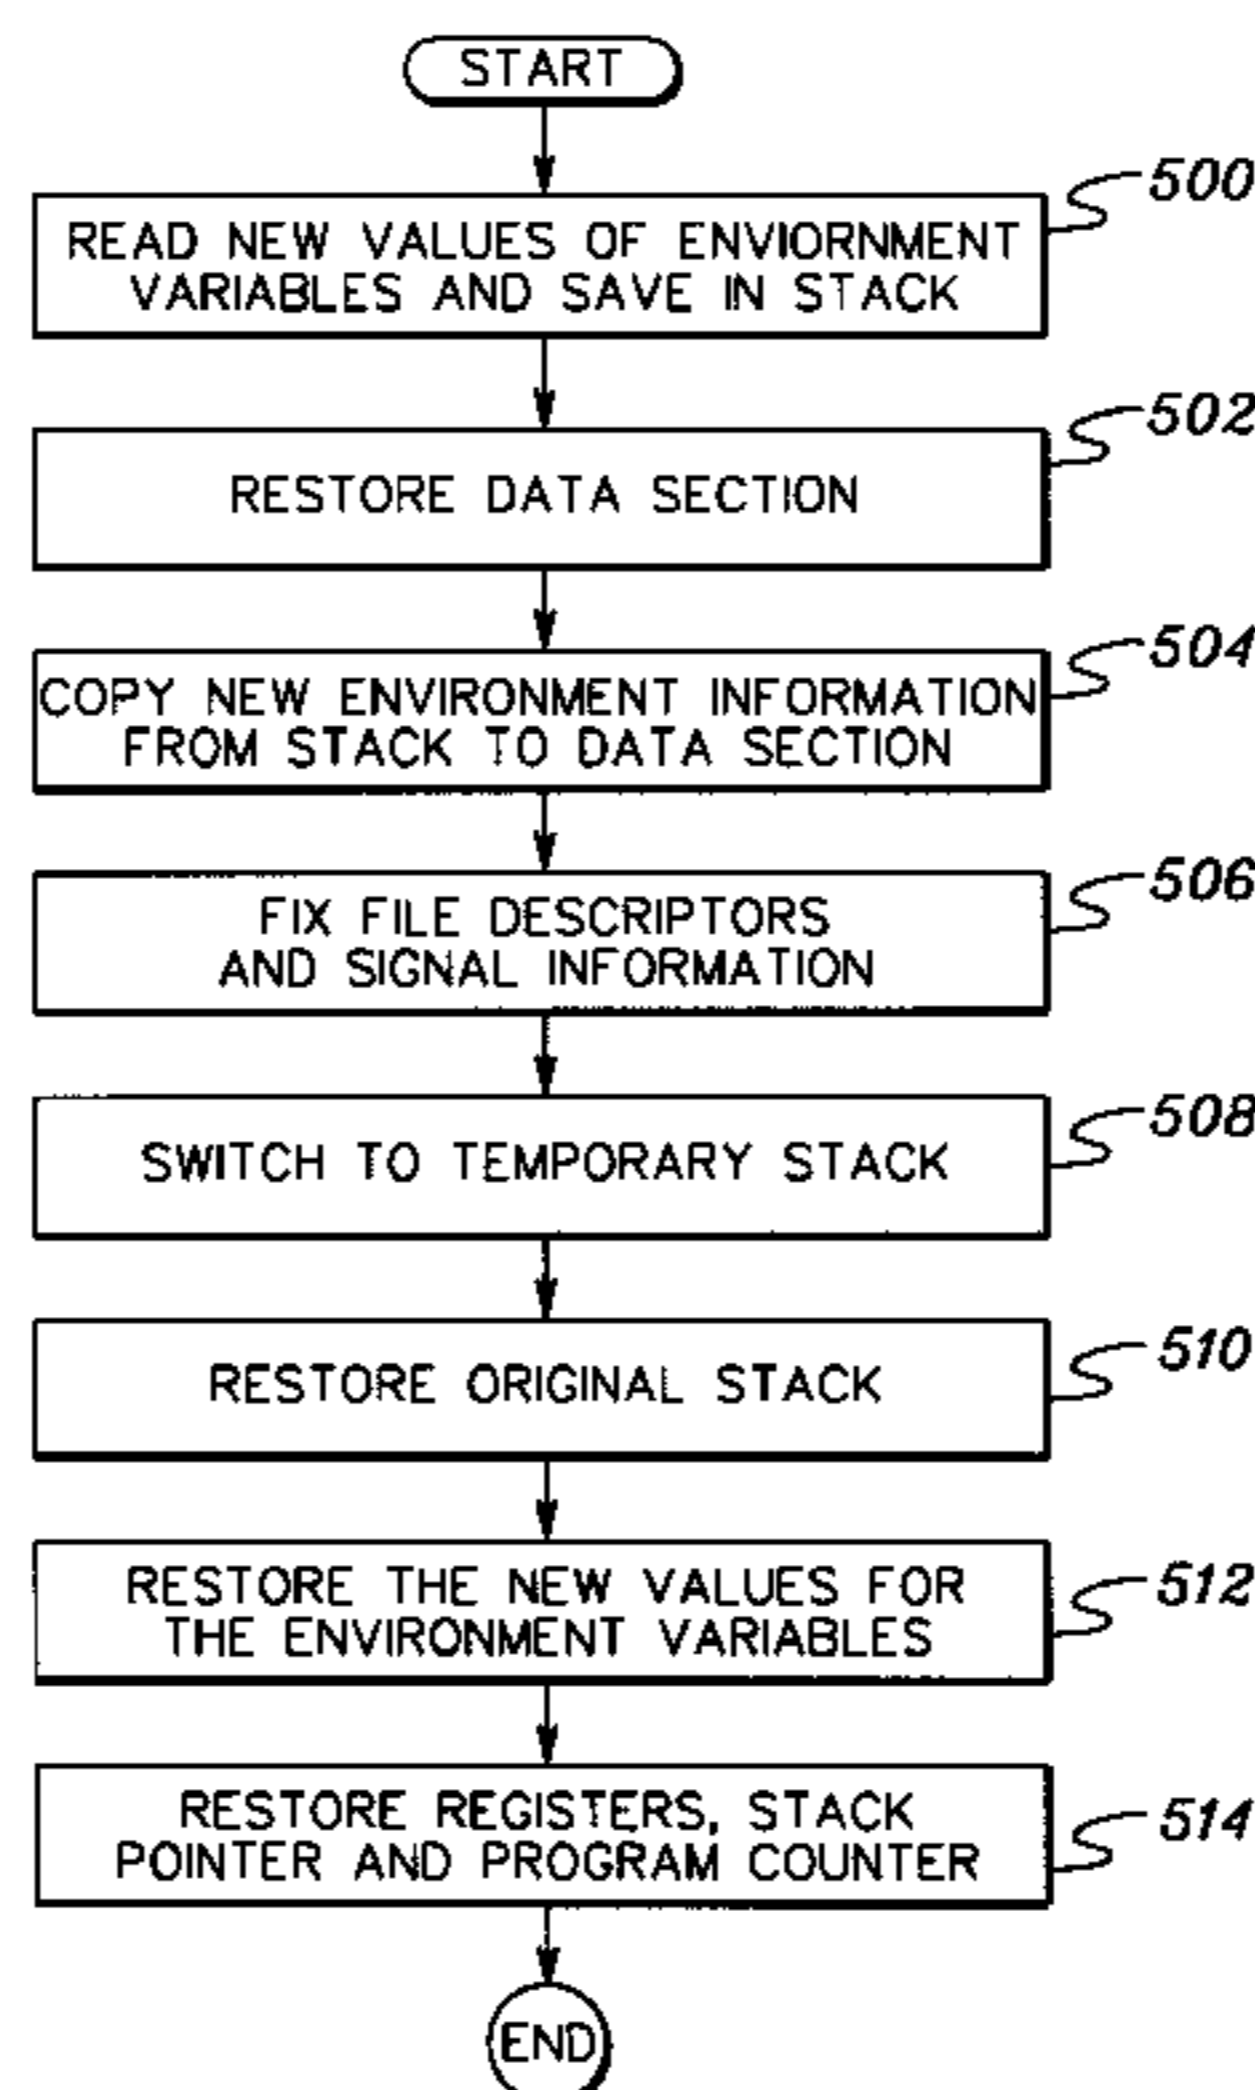 START
500
READ NEW VALUES OF ENVIORNMENT
VARIABLES AND SAVE IN STACK
502
RESTORE DATA SECTION
504
COPY NEW ENVIRONMENT INFORMATION
FROM STACK TO DATA SECTION
506
FIX FILE DESCRIPTORS
AND SIGNAL INFORMATION
508
SWITCH TO TEMPORARY STACK
510
RESTORE ORIGINAL STACK
512
RESTORE THE NEW VALUES FOR
THE ENVIRONMENT VARIABLES
514
RESTORE REGISTERS, STACK
POINTER AND PROGRAM COUNTER
END